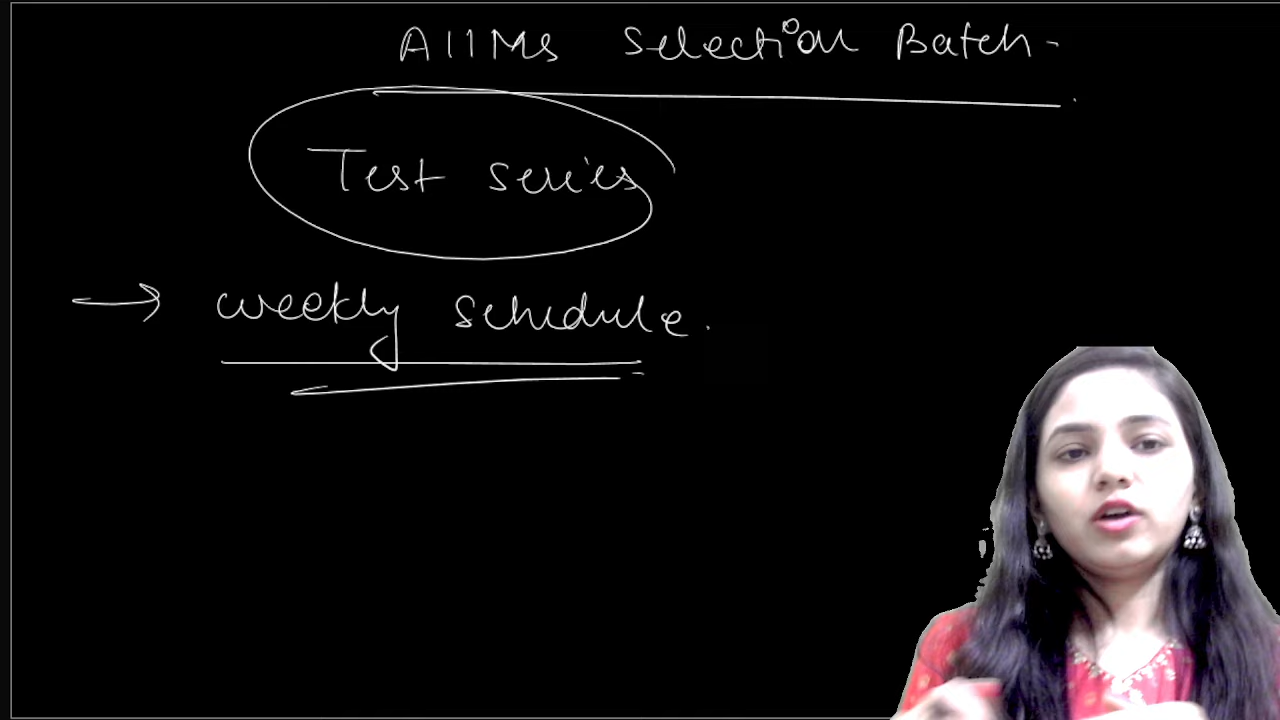 AIIMS Selection Batch-
Test series
→ weekly schedule.